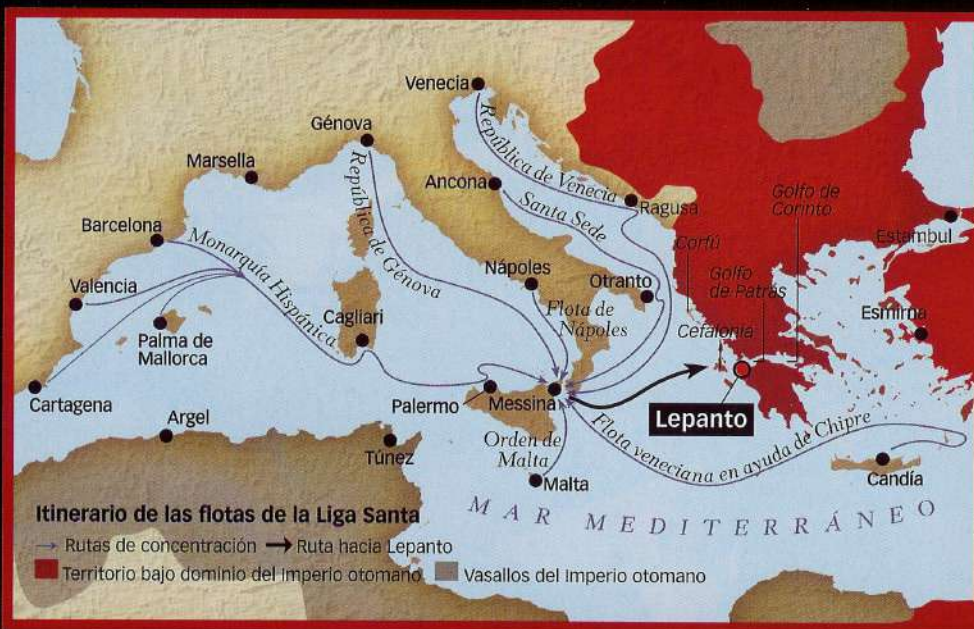 Venecia
Génova
Marsella
Ancona
República de Venecia
Santa Sede
Ragusa
Golfo de
Corinto
Estambul
Barcelona
Monarquía Hispánica
República de Génova
Nápoles
Otranto
Corfú
Golfo
de Patrás
Valencia
Palma de
Mallorca
Cagliari
Flota de
Nápoles
Cefalonia
Esmirna
Cartagena
Argel
Palermo
Messina
Lepanto
Túnez
Orden de
Malta
Malta
Flota veneciana en ayuda de Chipre
Candía
MAR MEDITERRÁNEO
Itinerario de las flotas de la Liga Santa
Rutas de concentración
Ruta hacia Lepanto
Territorio bajo dominio del Imperio otomano
Vasallos del Imperio otomano